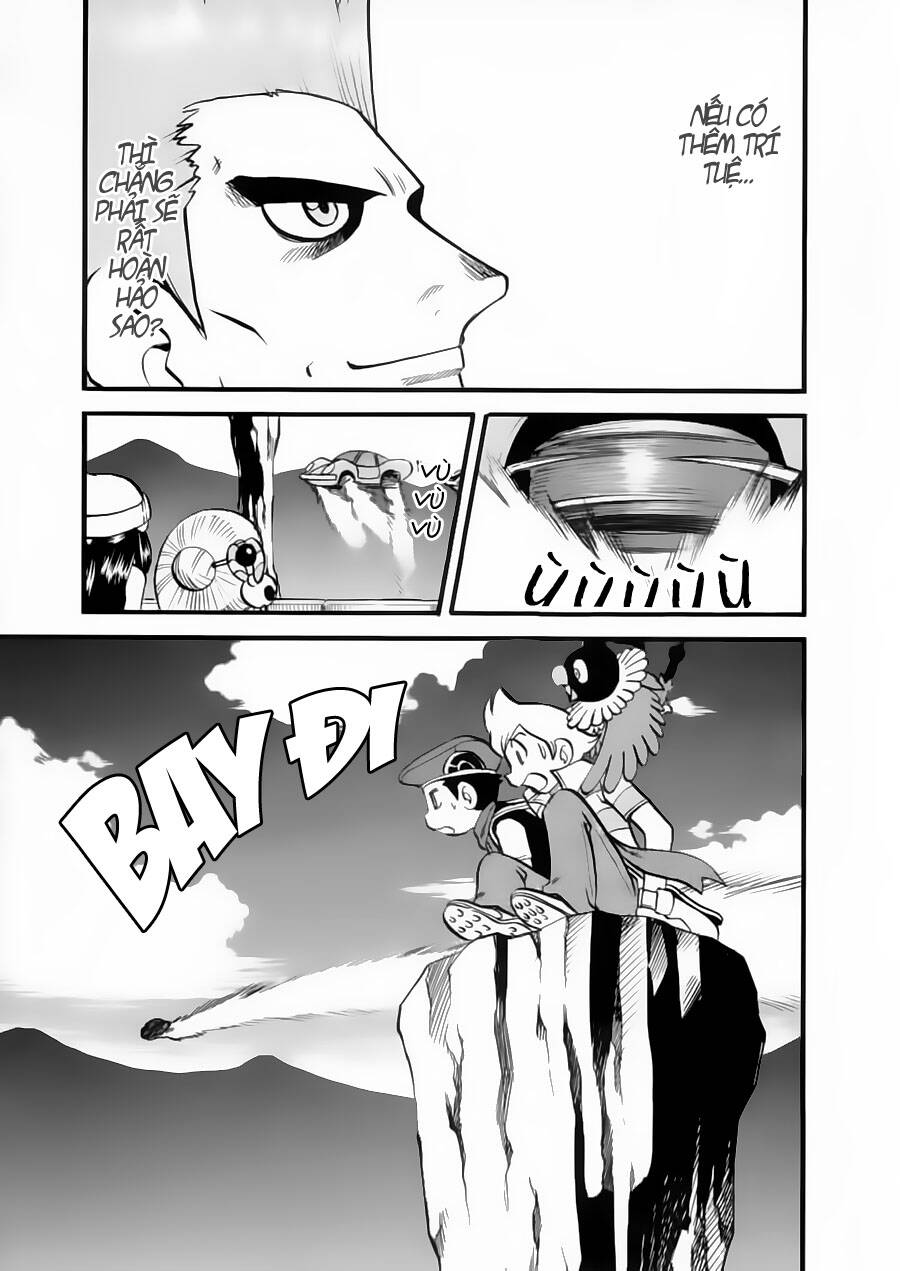 NẾU CÓ
THÊM TRÍ
TUỆ...
THÌ
CHẲNG
PHẢI SẼ
RẤT
HOÀN
HẢO
SAO?
ÙÙÙÙÙÙ
VÙ
VÙ
VÙ
BAY ĐI